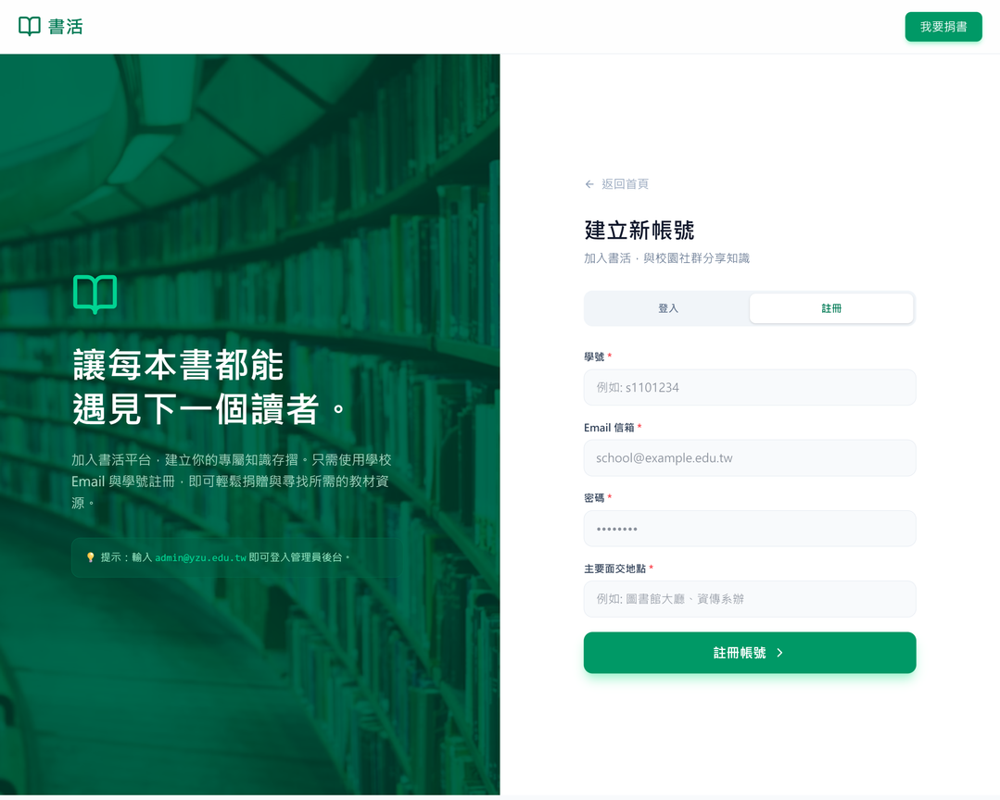 書活
我要捐書
讓每本書都能
遇見下一個讀者。
加入書活平台，建立你的專屬知識存摺。只需使用學校
Email 與學號註冊，即可輕鬆捐贈與尋找所需的教材資
源。
💡 提示：輸入 admin@yzu.edu.tw 即可登入管理員後台。
← 返回首頁
建立新帳號
加入書活，與校園社群分享知識
登入
註冊
學號 *
例如: s1101234
Email 信箱 *
school@example.edu.tw
密碼 *
••••••••
主要面交地點 *
例如: 圖書館大廳、資傳系辦
註冊帳號 >